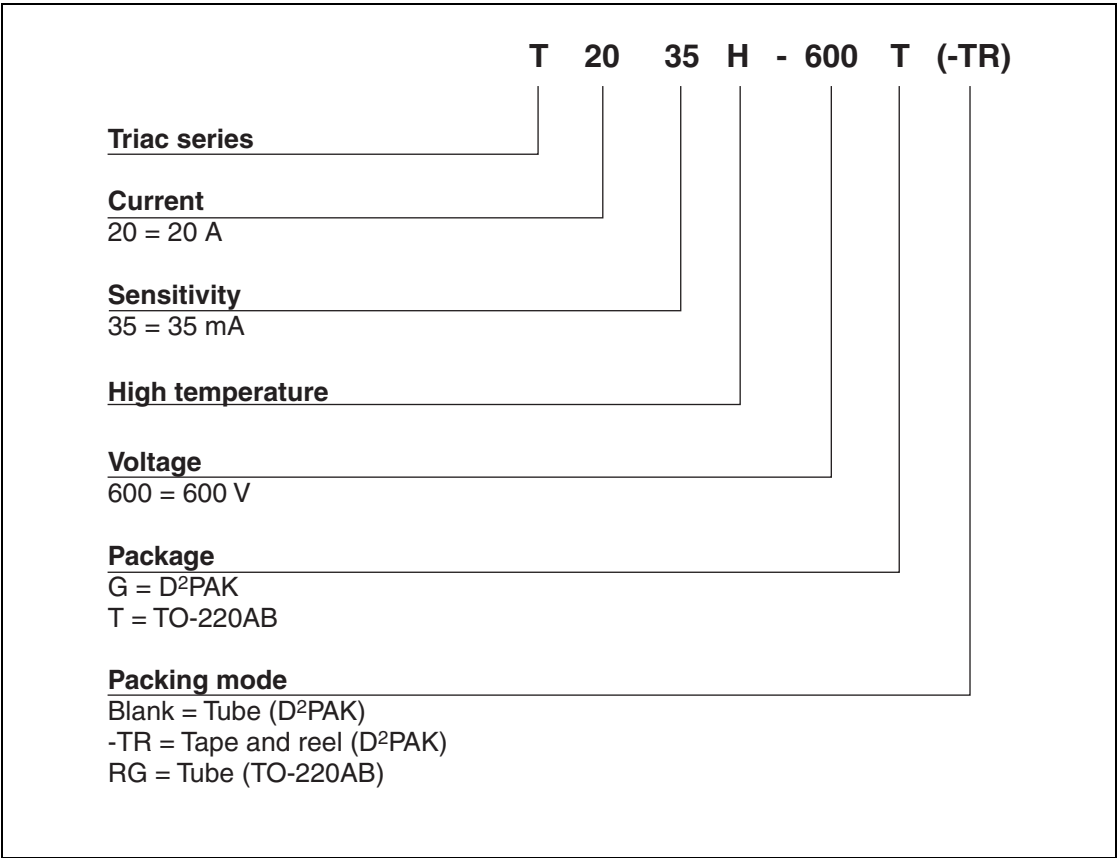 T 20 35 H - 600 T (-TR)
Triac series
Current
20 = 20 A
Sensitivity
35 = 35 mA
High temperature
Voltage
600 = 600 V
Package
G = D²PAK
T = TO-220AB
Packing mode
Blank = Tube (D²PAK)
-TR = Tape and reel (D²PAK)
RG = Tube (TO-220AB)